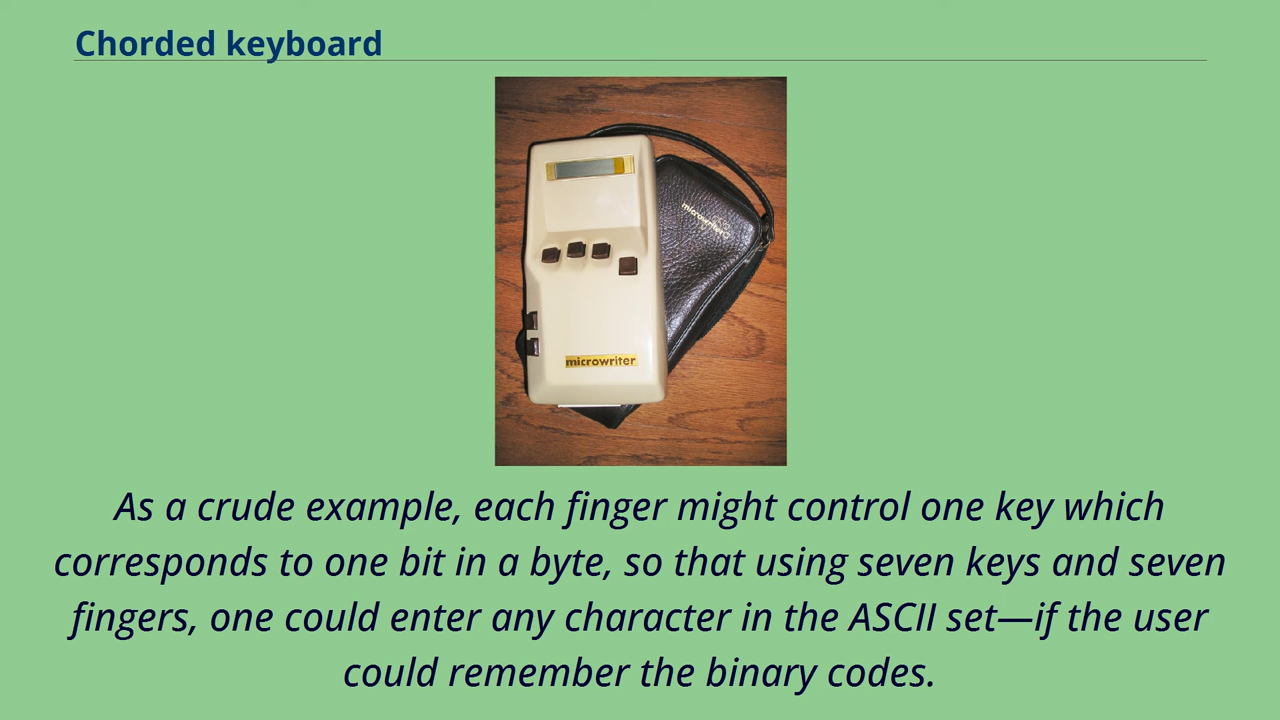 Chorded keyboard
microwriter
microwriter
As a crude example, each finger might control one key which
corresponds to one bit in a byte, so that using seven keys and seven
fingers, one could enter any character in the ASCII set—if the user
could remember the binary codes.